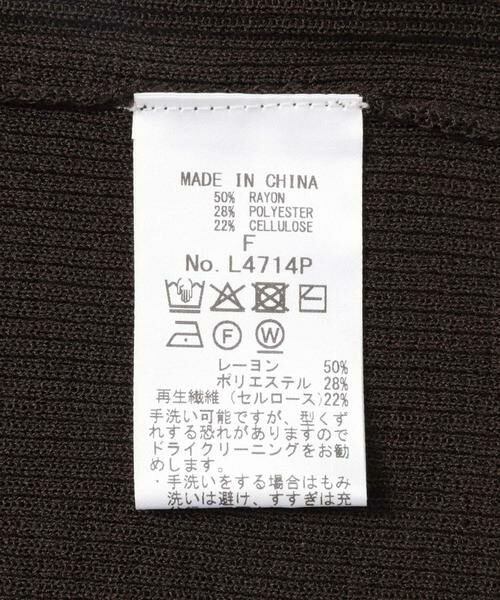 MADE IN CHINA
50% RAYON
28% POLYESTER
22% CELLULOSE
F
No. L4714P
F W
レーヨン 50%
ポリエステル 28%
再生繊維(セルロース)22%
手洗い可能ですが、型くず
れする恐れがありますので
ドライクリーニングをお勧
めします。
・手洗いをする場合はもみ
洗いは避け、すすぎは充